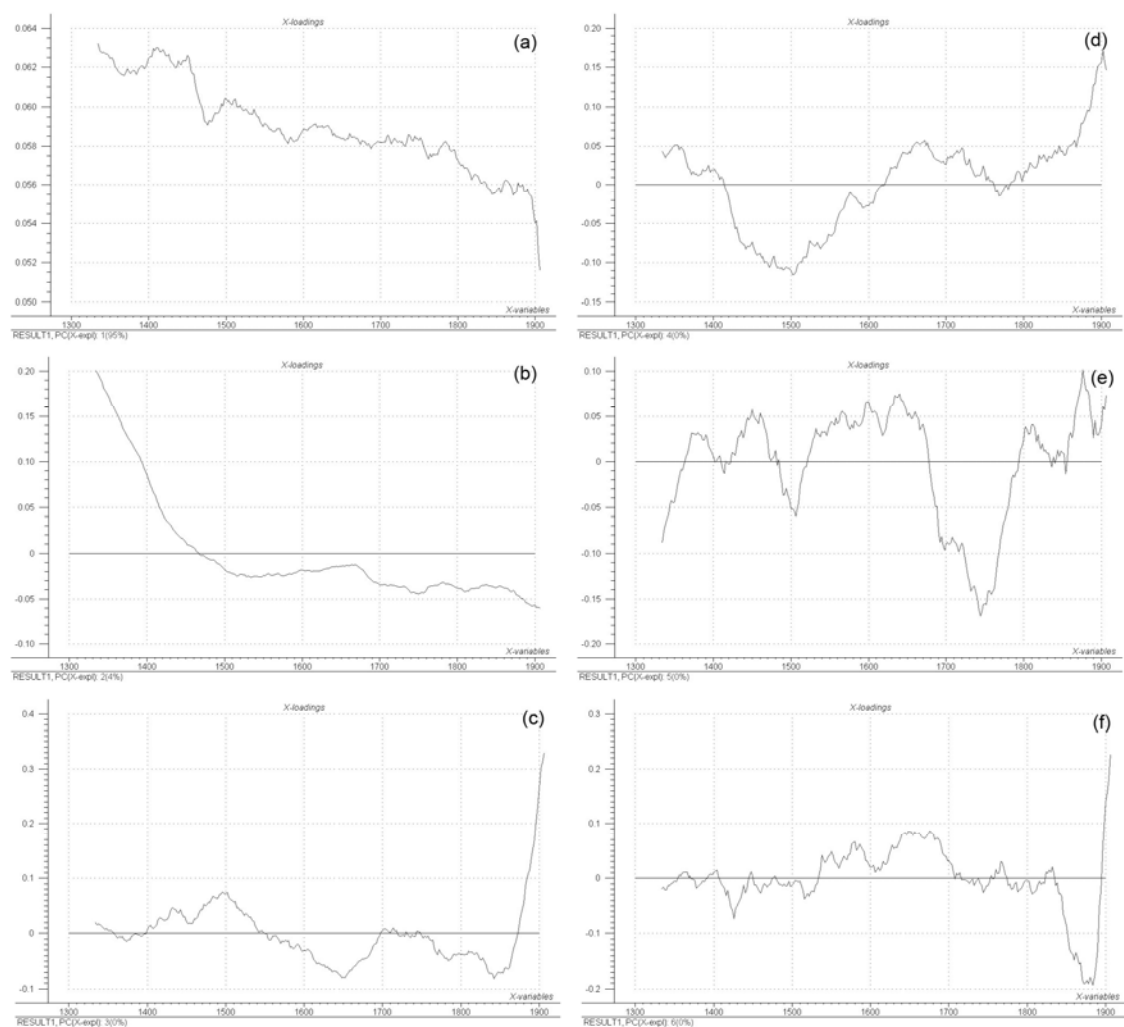 X-loadings
(a)
0.064
0.062
0.060
0.058
0.056
0.054
0.052
0.050
X-variables
1300 1400 1500 1600 1700 1800 1900
RESULT1, PC(X-expl): 1(95%)
X-loadings
(d)
0.20
0.15
0.10
0.05
0
-0.05
-0.10
-0.15
X-variables
1300 1400 1500 1600 1700 1800 1900
RESULT1, PC(X-expl): 4(0%)
X-loadings
(b)
0.20
0.15
0.10
0.05
0
-0.05
-0.10
X-variables
1300 1400 1500 1600 1700 1800 1900
RESULT1, PC(X-expl): 2(4%)
X-loadings
(e)
0.10
0.05
0
-0.05
-0.10
-0.15
-0.20
X-variables
1300 1400 1500 1600 1700 1800 1900
RESULT1, PC(X-expl): 5(0%)
X-loadings
(c)
0.4
0.3
0.2
0.1
0
-0.1
X-variables
1300 1400 1500 1600 1700 1800 1900
RESULT1, PC(X-expl): 3(0%)
X-loadings
(f)
0.3
0.2
0.1
0
-0.1
-0.2
X-variables
1300 1400 1500 1600 1700 1800 1900
RESULT1, PC(X-expl): 6(0%)